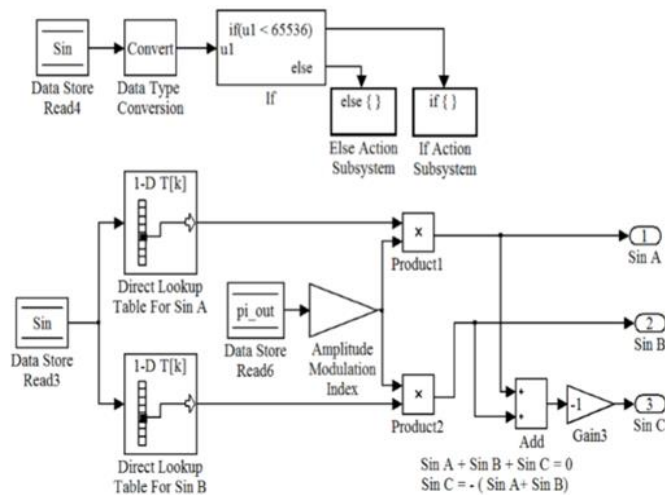 Sin
Data Store
Read4
Convert
Data Type
Conversion
if(u1 < 65536)
u1
else
If
else { }
Else Action
Subsystem
if { }
If Action
Subsystem
1-D T[k]
Direct Lookup
Table For Sin A
Sin
Data Store
Read3
pi_out
Data Store
Read6
Amplitude
Modulation
Index
x
Product1
1
Sin A
2
Sin B
1-D T[k]
Direct Lookup
Table For Sin B
x
Product2
+
+
Add
-1
Gain3
3
Sin C
Sin A + Sin B + Sin C = 0
Sin C = - ( Sin A+ Sin B)